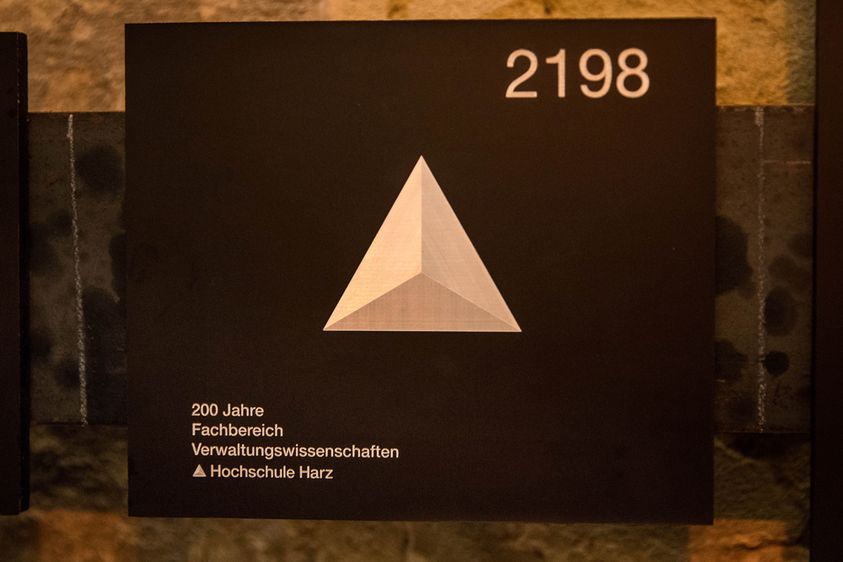 2198
200 Jahre
Fachbereich
Verwaltungswissenschaften
Hochschule Harz